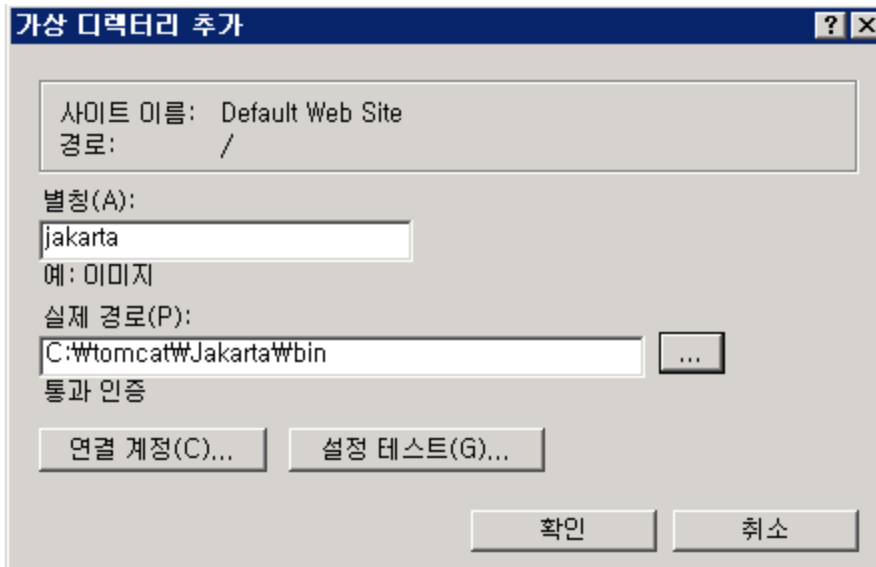 가상 디렉터리 추가
사이트 이름: Default Web Site
경로: /
별칭(A):
jakarta
예: 이미지
실제 경로(P):
C:₩tomcat₩Jakarta₩bin
...
통과 인증
연결 계정(C)... 설정 테스트(G)...
확인 취소